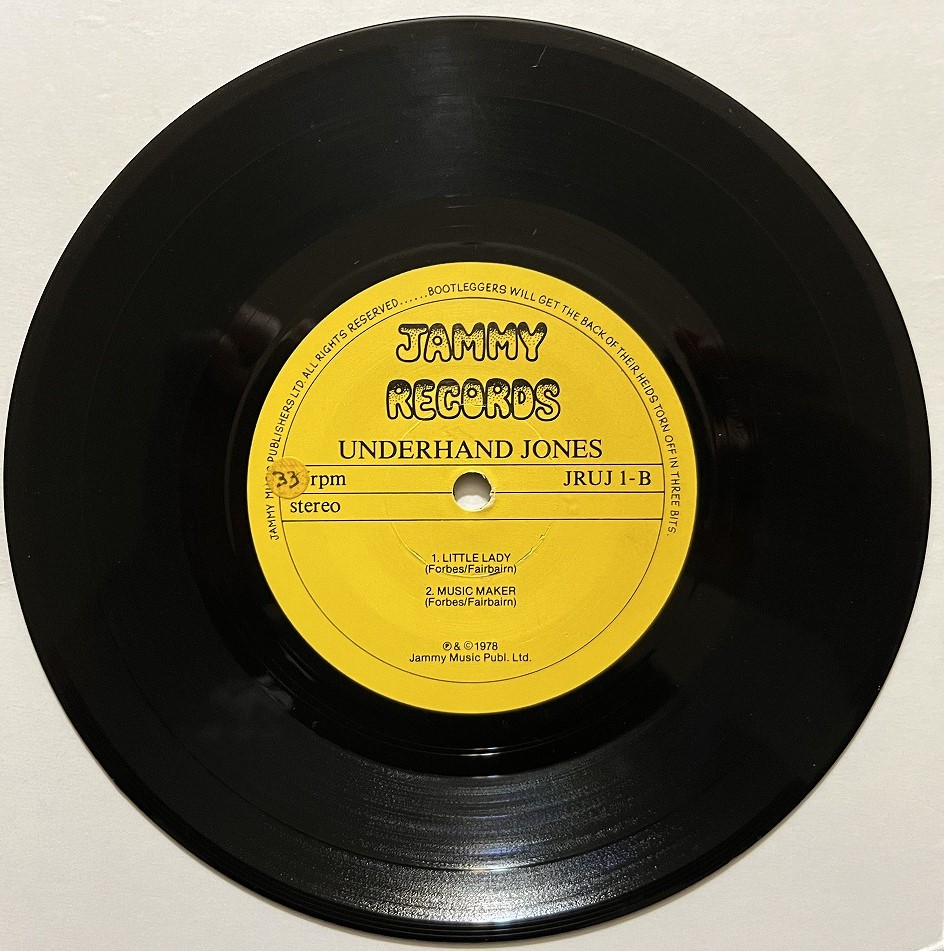 JAMMY MUSIC PUBLISHERS LTD. ALL RIGHTS RESERVED......BOOTLEGGERS WILL GET THE BACK OF THEIR HEIDS TORN OFF IN THREE BITS.
JAMMY
RECORDS
UNDERHAND JONES
33 rpm JRUJ 1-B
stereo
1. LITTLE LADY
(Forbes/Fairbairn)
2. MUSIC MAKER
(Forbes/Fairbairn)
℗ & © 1978
Jammy Music Publ. Ltd.